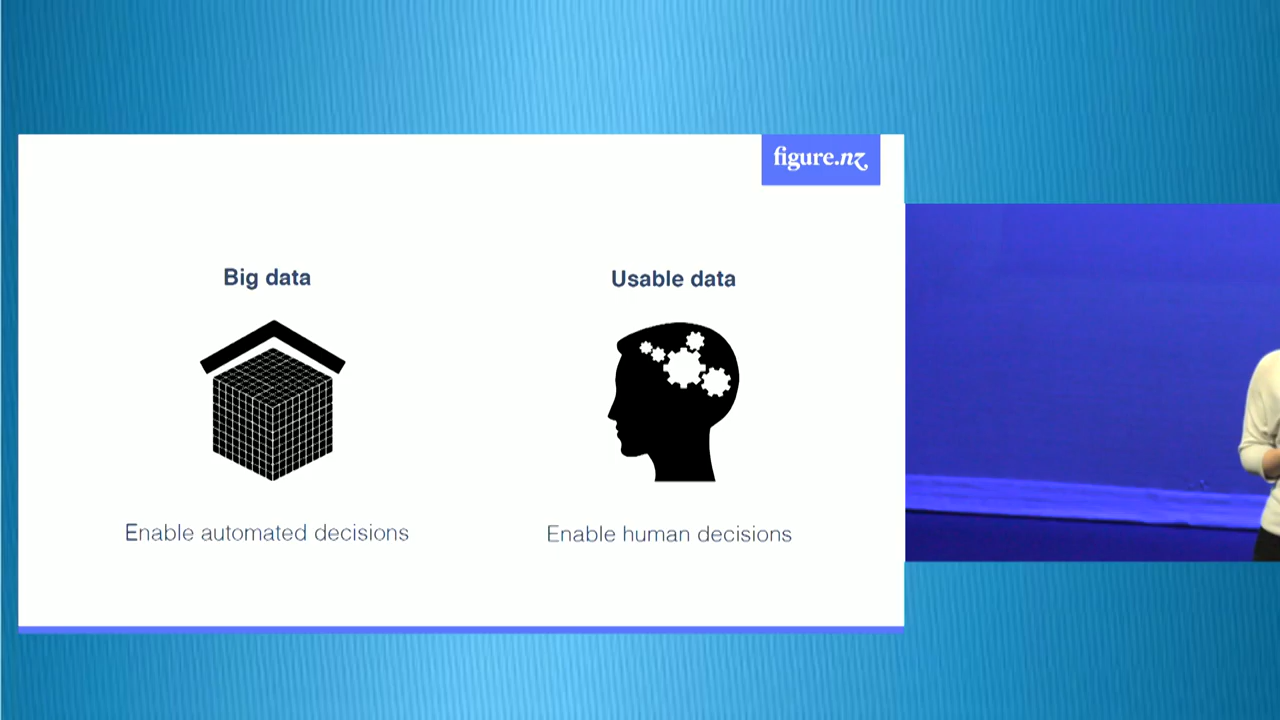 figure.nz
Big data
Usable data
Enable automated decisions
Enable human decisions